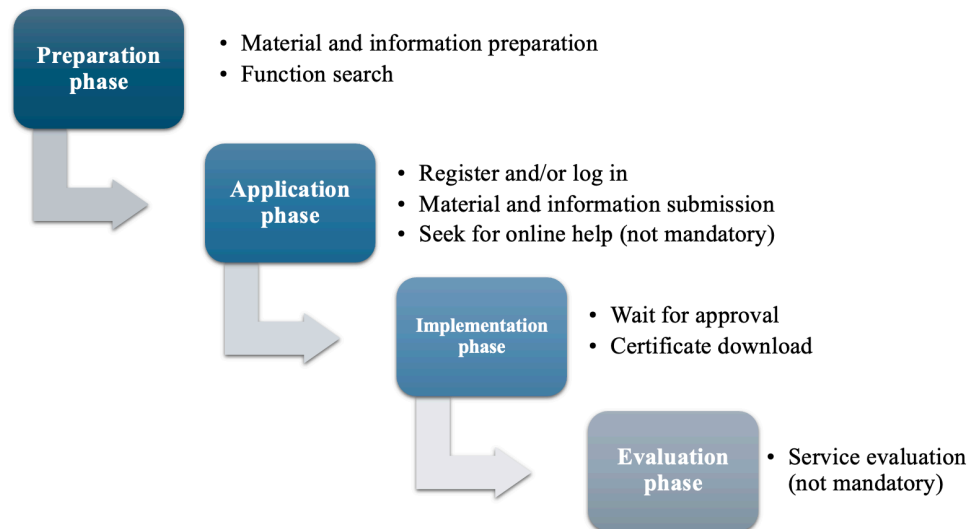 Preparation
phase
• Material and information preparation
• Function search
Application
phase
• Register and/or log in
• Material and information submission
• Seek for online help (not mandatory)
Implementation
phase
• Wait for approval
• Certificate download
Evaluation
phase
• Service evaluation
(not mandatory)